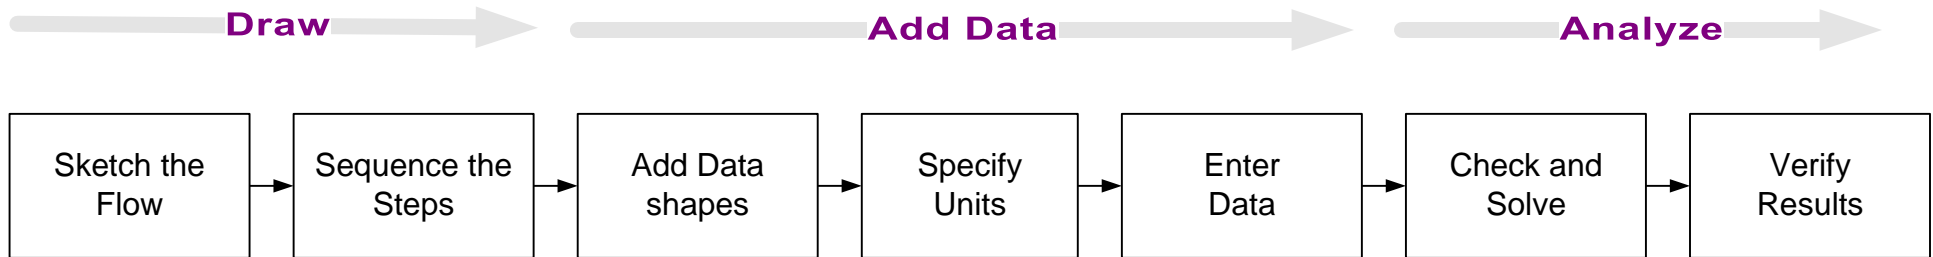 Draw
Add Data
Analyze
Sketch the
Flow
Sequence the
Steps
Add Data
shapes
Specify
Units
Enter
Data
Check and
Solve
Verify
Results